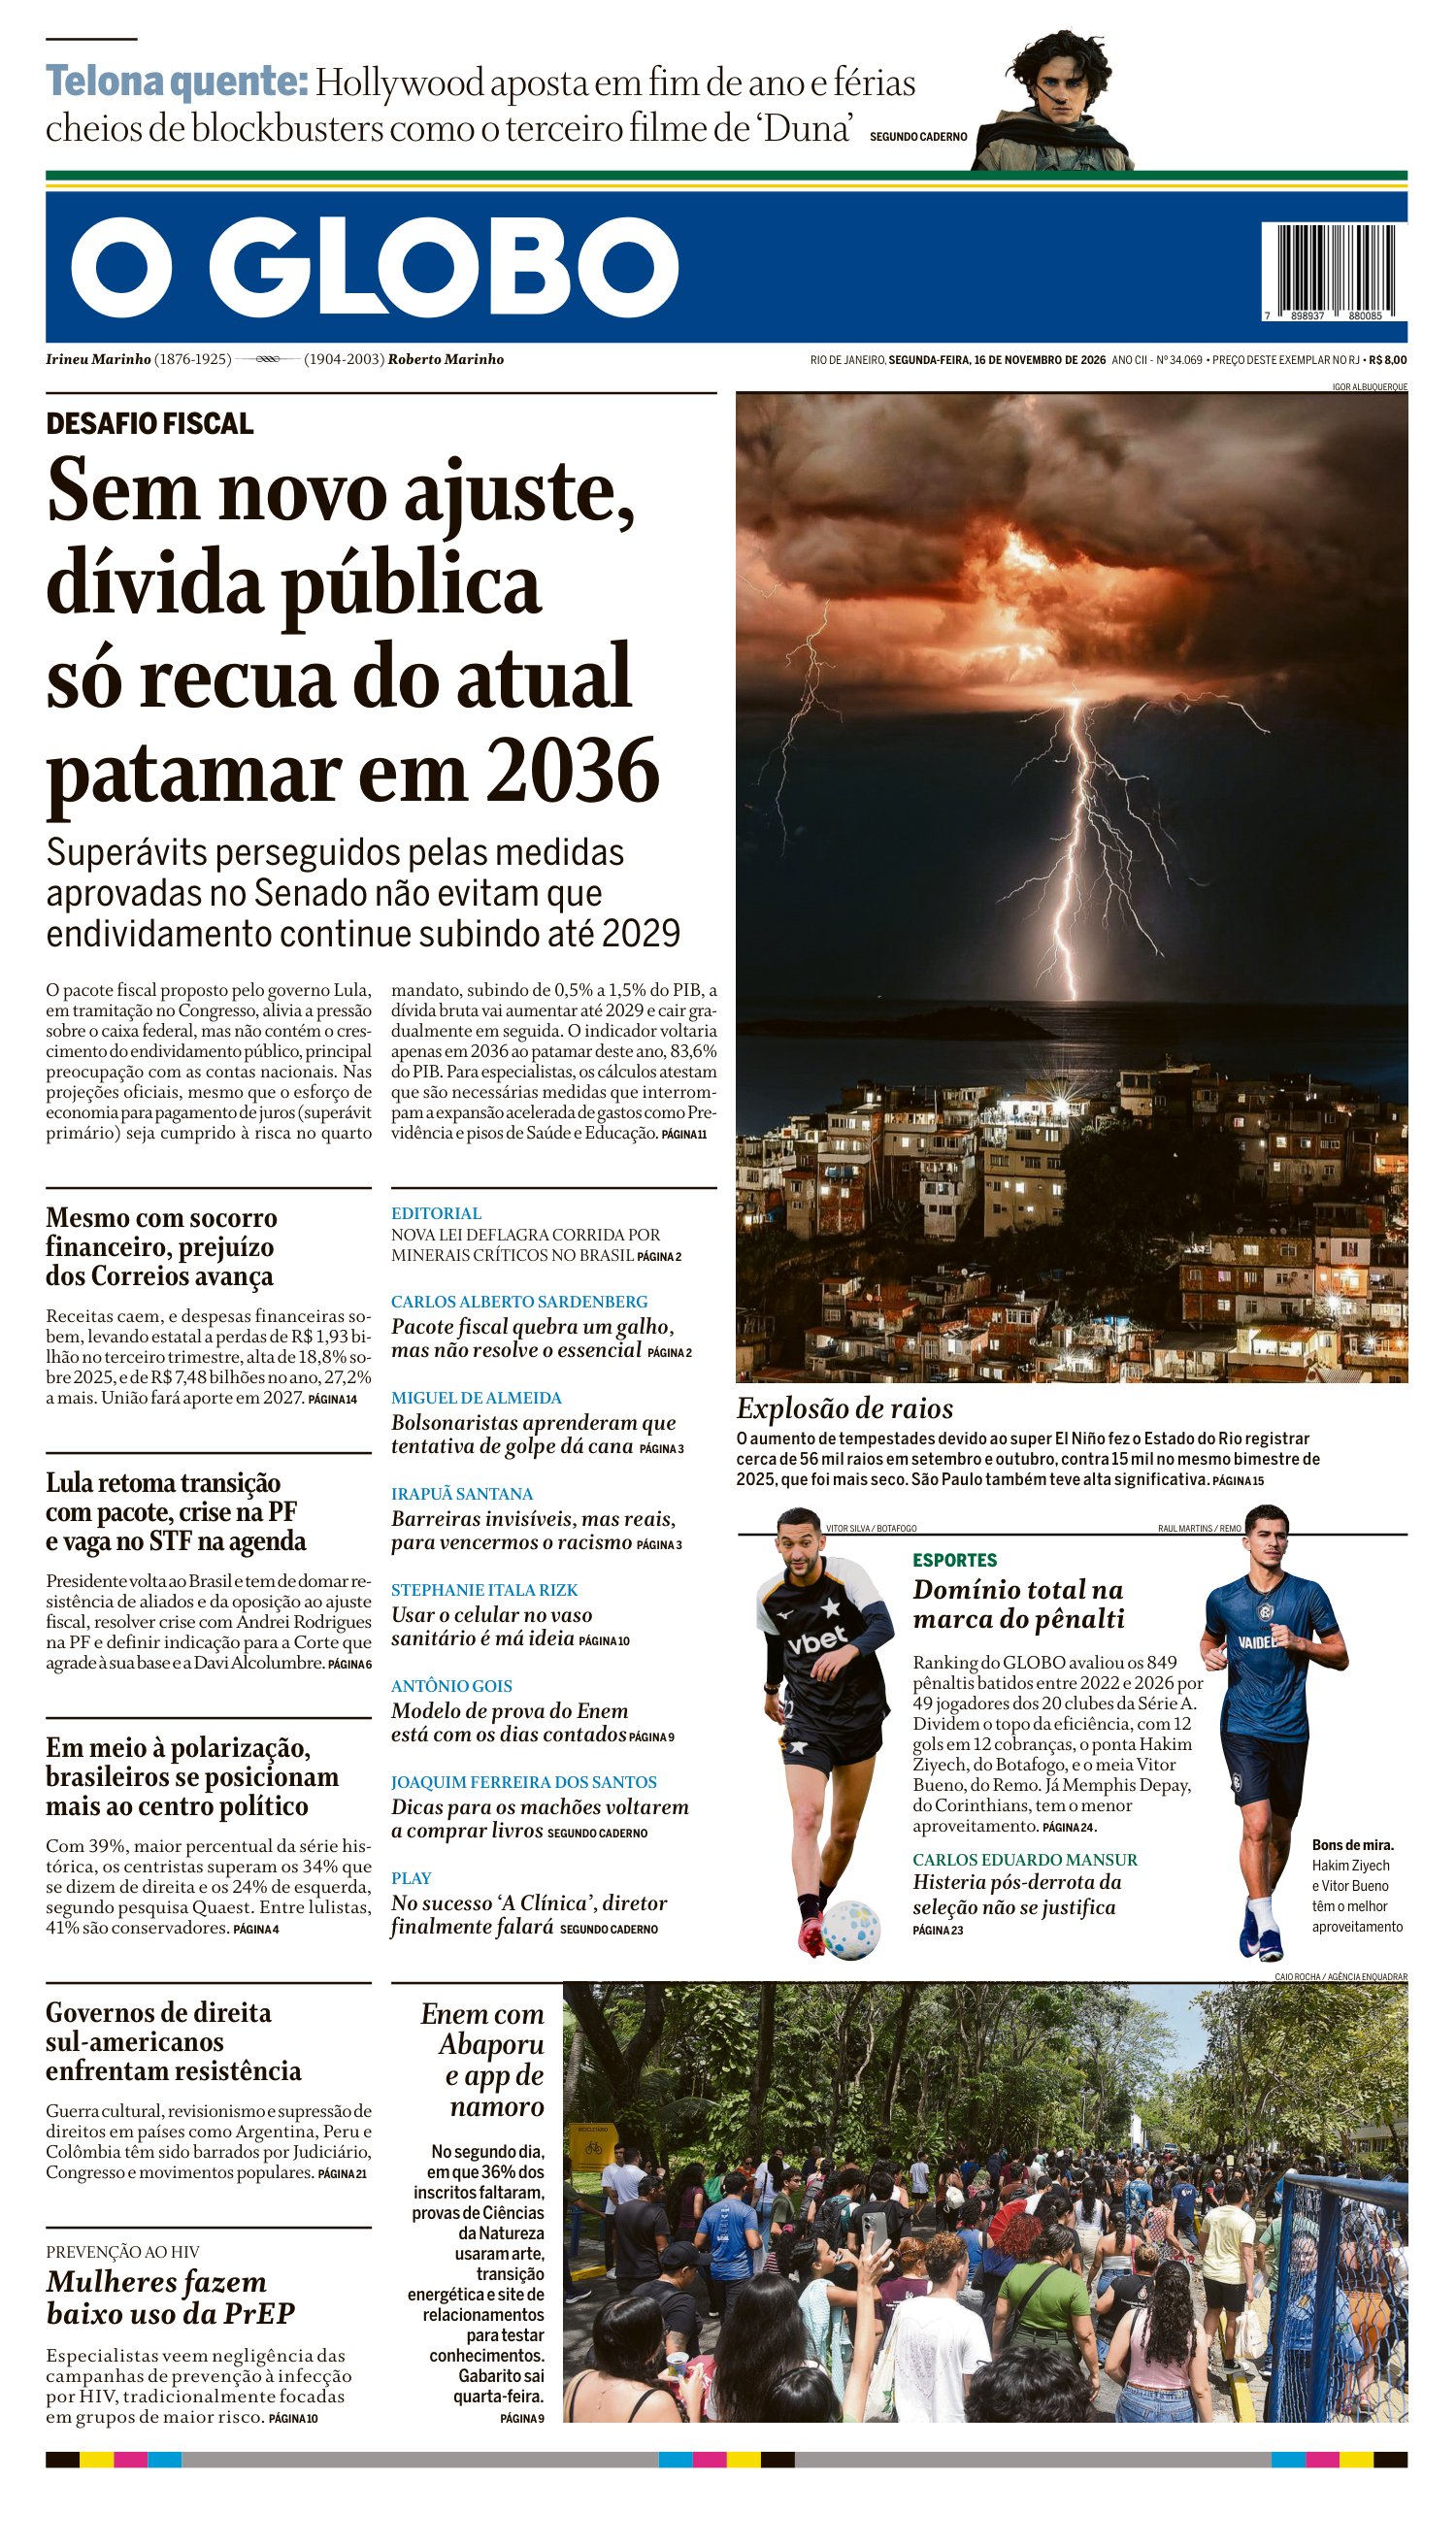 Telona quente: Hollywood aposta em fim de ano e férias
cheios de blockbusters como o terceiro filme de ‘Duna’ SEGUNDO CADERNO
O GLOBO
7 898937 880085
Irineu Marinho (1876-1925) (1904-2003) Roberto Marinho
RIO DE JANEIRO, SEGUNDA-FEIRA, 16 DE NOVEMBRO DE 2026 ANO CII - Nº 34.069 • PREÇO DESTE EXEMPLAR NO RJ • R$ 8,00
DESAFIO FISCAL
Sem novo ajuste,
dívida pública
só recua do atual
patamar em 2036
Superávits perseguidos pelas medidas
aprovadas no Senado não evitam que
endividamento continue subindo até 2029
O pacote fiscal proposto pelo governo Lula,
em tramitação no Congresso, alivia a pressão
sobre o caixa federal, mas não contém o cres-
cimento do endividamento público, principal
preocupação com as contas nacionais. Nas
projeções oficiais, mesmo que o esforço de
economia para pagamento de juros (superávit
primário) seja cumprido à risca no quarto
mandato, subindo de 0,5% a 1,5% do PIB, a
dívida bruta vai aumentar até 2029 e cair gra-
dualmente em seguida. O indicador voltaria
apenas em 2036 ao patamar deste ano, 83,6%
do PIB. Para especialistas, os cálculos atestam
que são necessárias medidas que interrom-
pam a expansão acelerada de gastos como Pre-
vidência e pisos de Saúde e Educação. PÁGINA 11
IGOR ALBUQUERQUE
Explosão de raios
O aumento de tempestades devido ao super El Niño fez o Estado do Rio registrar
cerca de 56 mil raios em setembro e outubro, contra 15 mil no mesmo bimestre de
2025, que foi mais seco. São Paulo também teve alta significativa. PÁGINA 15
Mesmo com socorro
financeiro, prejuízo
dos Correios avança
Receitas caem, e despesas financeiras so-
bem, levando estatal a perdas de R$ 1,93 bi-
lhão no terceiro trimestre, alta de 18,8% so-
bre 2025, e de R$ 7,48 bilhões no ano, 27,2%
a mais. União fará aporte em 2027. PÁGINA 14
Lula retoma transição
com pacote, crise na PF
e vaga no STF na agenda
Presidente volta ao Brasil e tem de domar re-
sistência de aliados e da oposição ao ajuste
fiscal, resolver crise com Andrei Rodrigues
na PF e definir indicação para a Corte que
agrade à sua base e a Davi Alcolumbre. PÁGINA 6
Em meio à polarização,
brasileiros se posicionam
mais ao centro político
Com 39%, maior percentual da série his-
tórica, os centristas superam os 34% que
se dizem de direita e os 24% de esquerda,
segundo pesquisa Quaest. Entre lulistas,
41% são conservadores. PÁGINA 4
Governos de direita
sul-americanos
enfrentam resistência
Guerra cultural, revisionismo e supressão de
direitos em países como Argentina, Peru e
Colômbia têm sido barrados por Judiciário,
Congresso e movimentos populares. PÁGINA 21
PREVENÇÃO AO HIV
Mulheres fazem
baixo uso da PrEP
Especialistas veem negligência das
campanhas de prevenção à infecção
por HIV, tradicionalmente focadas
em grupos de maior risco. PÁGINA 10
EDITORIAL
NOVA LEI DEFLAGRA CORRIDA POR
MINERAIS CRÍTICOS NO BRASIL PÁGINA 2
CARLOS ALBERTO SARDENBERG
Pacote fiscal quebra um galho,
mas não resolve o essencial PÁGINA 2
MIGUEL DE ALMEIDA
Bolsonaristas aprenderam que
tentativa de golpe dá cana PÁGINA 3
IRAPUÃ SANTANA
Barreiras invisíveis, mas reais,
para vencermos o racismo PÁGINA 3
STEPHANIE ITALA RIZK
Usar o celular no vaso
sanitário é má ideia PÁGINA 10
ANTÔNIO GOIS
Modelo de prova do Enem
está com os dias contados PÁGINA 9
JOAQUIM FERREIRA DOS SANTOS
Dicas para os machões voltarem
a comprar livros SEGUNDO CADERNO
PLAY
No sucesso ‘A Clínica’, diretor
finalmente falará SEGUNDO CADERNO
VITOR SILVA / BOTAFOGO
RAUL MARTINS / REMO
vbet
VAIDEBET
ESPORTES
Domínio total na
marca do pênalti
Ranking do GLOBO avaliou os 849
pênaltis batidos entre 2022 e 2026 por
49 jogadores dos 20 clubes da Série A.
Dividem o topo da eficiência, com 12
gols em 12 cobranças, o ponta Hakim
Ziyech, do Botafogo, e o meia Vitor
Bueno, do Remo. Já Memphis Depay,
do Corinthians, tem o menor
aproveitamento. PÁGINA 24.
CARLOS EDUARDO MANSUR
Histeria pós-derrota da
seleção não se justifica
PÁGINA 23
Bons de mira.
Hakim Ziyech
e Vitor Bueno
têm o melhor
aproveitamento
CAIO ROCHA / AGÊNCIA ENQUADRAR
Enem com
Abaporu
e app de
namoro
No segundo dia,
em que 36% dos
inscritos faltaram,
provas de Ciências
da Natureza
usaram arte,
transição
energética e site de
relacionamentos
para testar
conhecimentos.
Gabarito sai
quarta-feira.
PÁGINA 9
BICICLETÁRIO